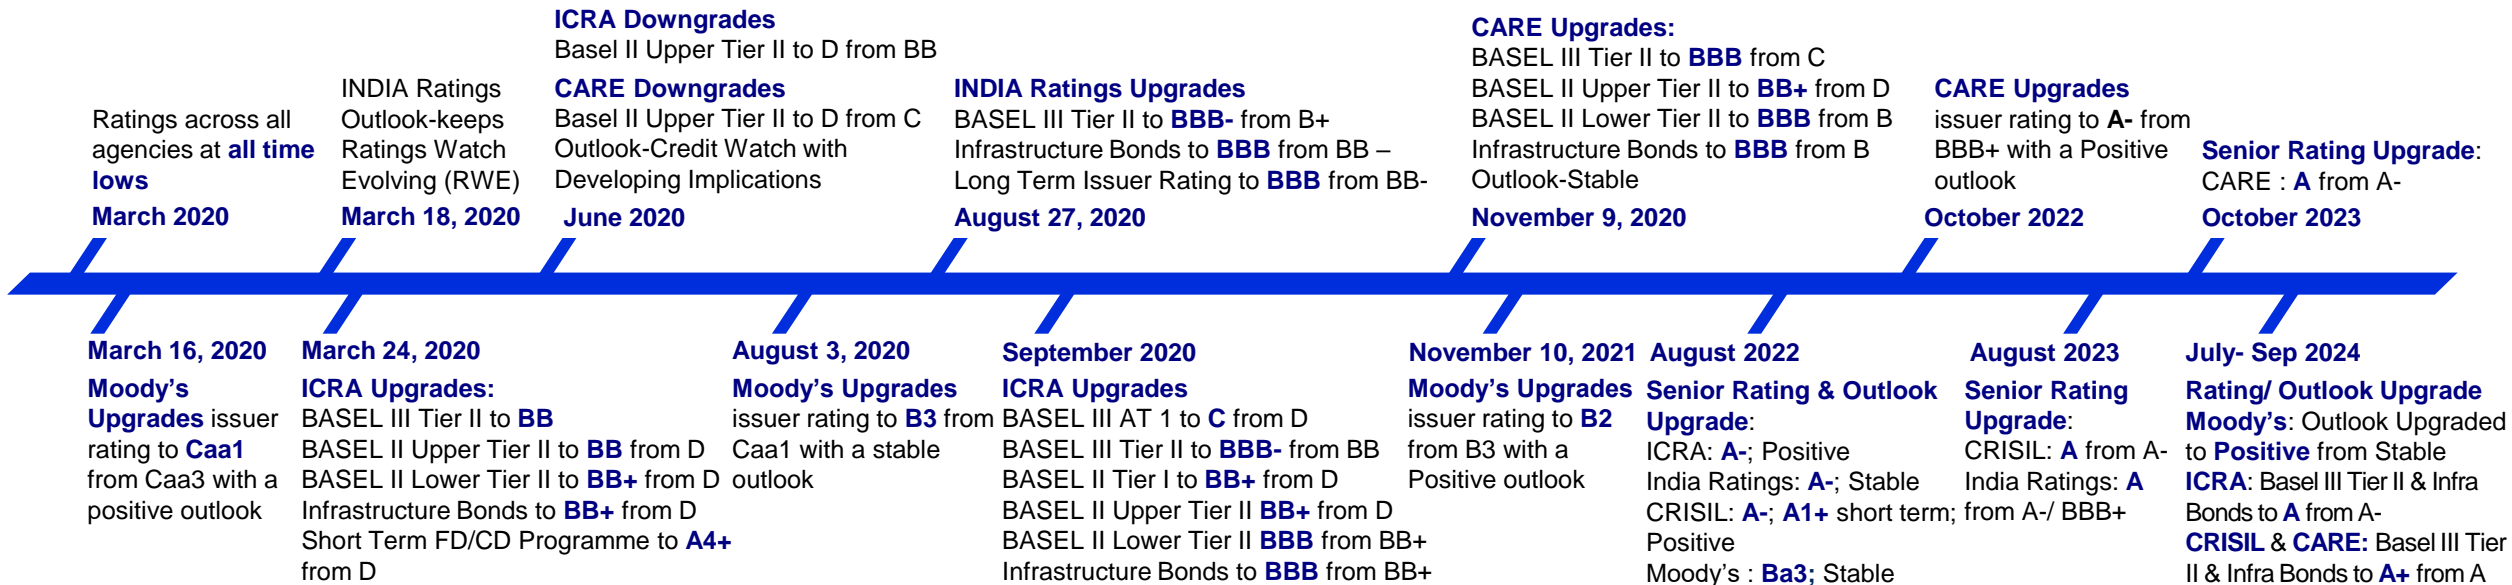 Ratings across all
agencies at all time
lows
March 2020
INDIA Ratings
Outlook-keeps
Ratings Watch
Evolving (RWE)
March 18, 2020
ICRA Downgrades
Basel II Upper Tier II to D from BB
CARE Downgrades
Basel II Upper Tier II to D from C
Outlook-Credit Watch with
Developing Implications
June 2020
INDIA Ratings Upgrades
BASEL III Tier II to BBB- from B+
Infrastructure Bonds to BBB from BB –
Long Term Issuer Rating to BBB from BB-
August 27, 2020
CARE Upgrades:
BASEL III Tier II to BBB from C
BASEL II Upper Tier II to BB+ from D
BASEL II Lower Tier II to BBB from B
Infrastructure Bonds to BBB from B
Outlook-Stable
November 9, 2020
CARE Upgrades
issuer rating to A- from
BBB+ with a Positive
outlook
October 2022
Senior Rating Upgrade:
CARE : A from A-
October 2023
March 16, 2020
Moody's
Upgrades issuer
rating to Caa1
from Caa3 with a
positive outlook
March 24, 2020
ICRA Upgrades:
BASEL III Tier II to BB
BASEL II Upper Tier II to BB from D
BASEL II Lower Tier II to BB+ from D
Infrastructure Bonds to BB+ from D
Short Term FD/CD Programme to A4+
from D
August 3, 2020
Moody's Upgrades
issuer rating to B3 from
Caa1 with a stable
outlook
September 2020
ICRA Upgrades
BASEL III AT 1 to C from D
BASEL III Tier II to BBB- from BB
BASEL II Tier I to BB+ from D
BASEL II Upper Tier II BB+ from D
BASEL II Lower Tier II BBB from BB+
Infrastructure Bonds to BBB from BB+
November 10, 2021
Moody's Upgrades
issuer rating to B2
from B3 with a
Positive outlook
August 2022
Senior Rating & Outlook
Upgrade:
ICRA: A-; Positive
India Ratings: A-; Stable
CRISIL: A-; A1+ short term;
Positive
Moody's : Ba3; Stable
August 2023
Senior Rating
Upgrade:
CRISIL: A from A-
India Ratings: A
from A-/ BBB+
July- Sep 2024
Rating/ Outlook Upgrade
Moody's: Outlook Upgraded
to Positive from Stable
ICRA: Basel III Tier II & Infra
Bonds to A from A-
CRISIL & CARE: Basel III Tier
II & Infra Bonds to A+ from A